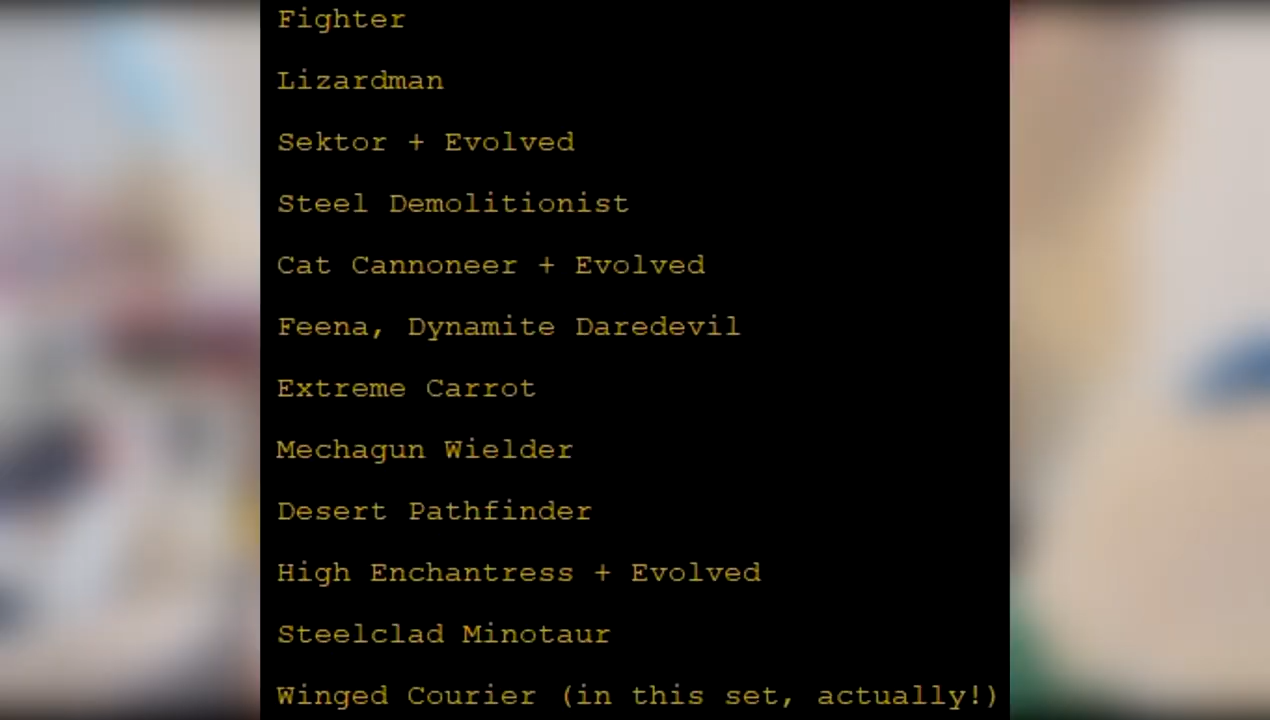 Fighter
Lizardman
Sektor + Evolved
Steel Demolitionist
Cat Cannoneer + Evolved
Feena, Dynamite Daredevil
Extreme Carrot
Mechagun Wielder
Desert Pathfinder
High Enchantress + Evolved
Steelclad Minotaur
Winged Courier (in this set, actually!)